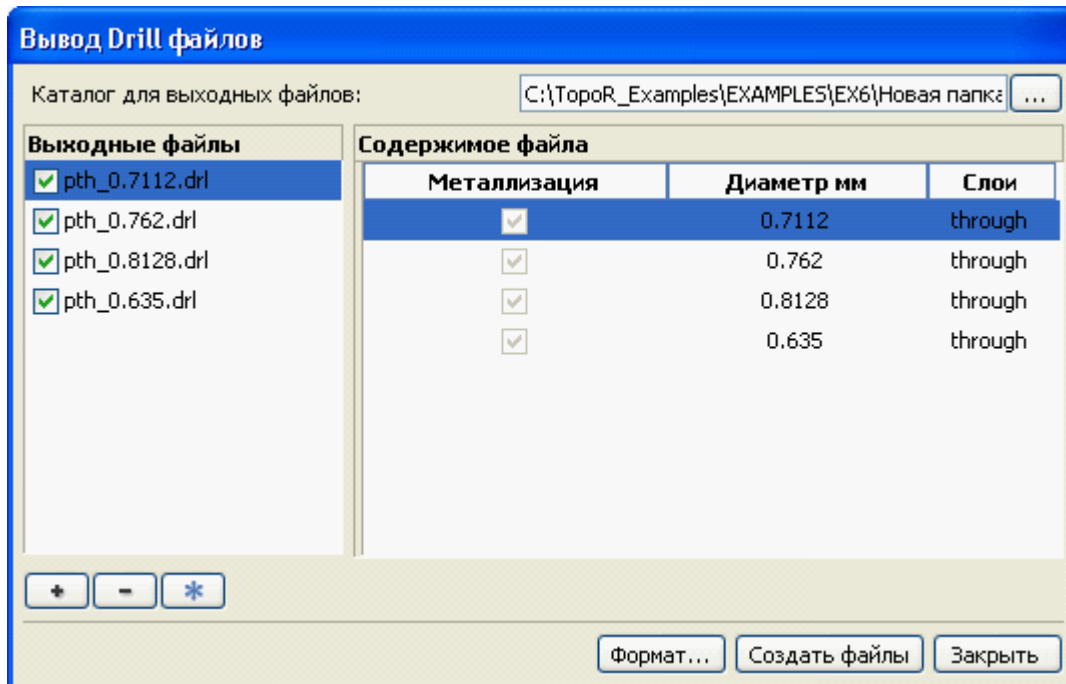 Вывод Drill файлов
Каталог для выходных файлов: C:\TopoR_Examples\EXAMPLES\EX6\Новая папка ...
Выходные файлы Содержимое файла
pth_0.7112.drl
pth_0.762.drl
pth_0.8128.drl
pth_0.635.drl
Металлизация Диаметр мм Слои
0.7112 through
0.762 through
0.8128 through
0.635 through
+ - *
Формат... Создать файлы Закрыть